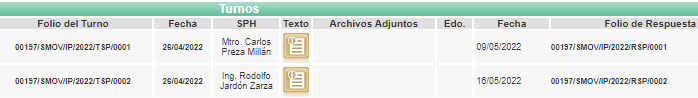 Turnos
Folio del Turno Fecha SPH Texto Archivos Adjuntos Edo. Fecha Folio de Respuesta
00197/SMOV/IP/2022/TSP/0001 26/04/2022 Mtro. Carlos Preza Millán 09/05/2022 00197/SMOV/IP/2022/RSP/0001
00197/SMOV/IP/2022/TSP/0002 26/04/2022 Ing. Rodolfo Jardón Zarza 16/05/2022 00197/SMOV/IP/2022/RSP/0002